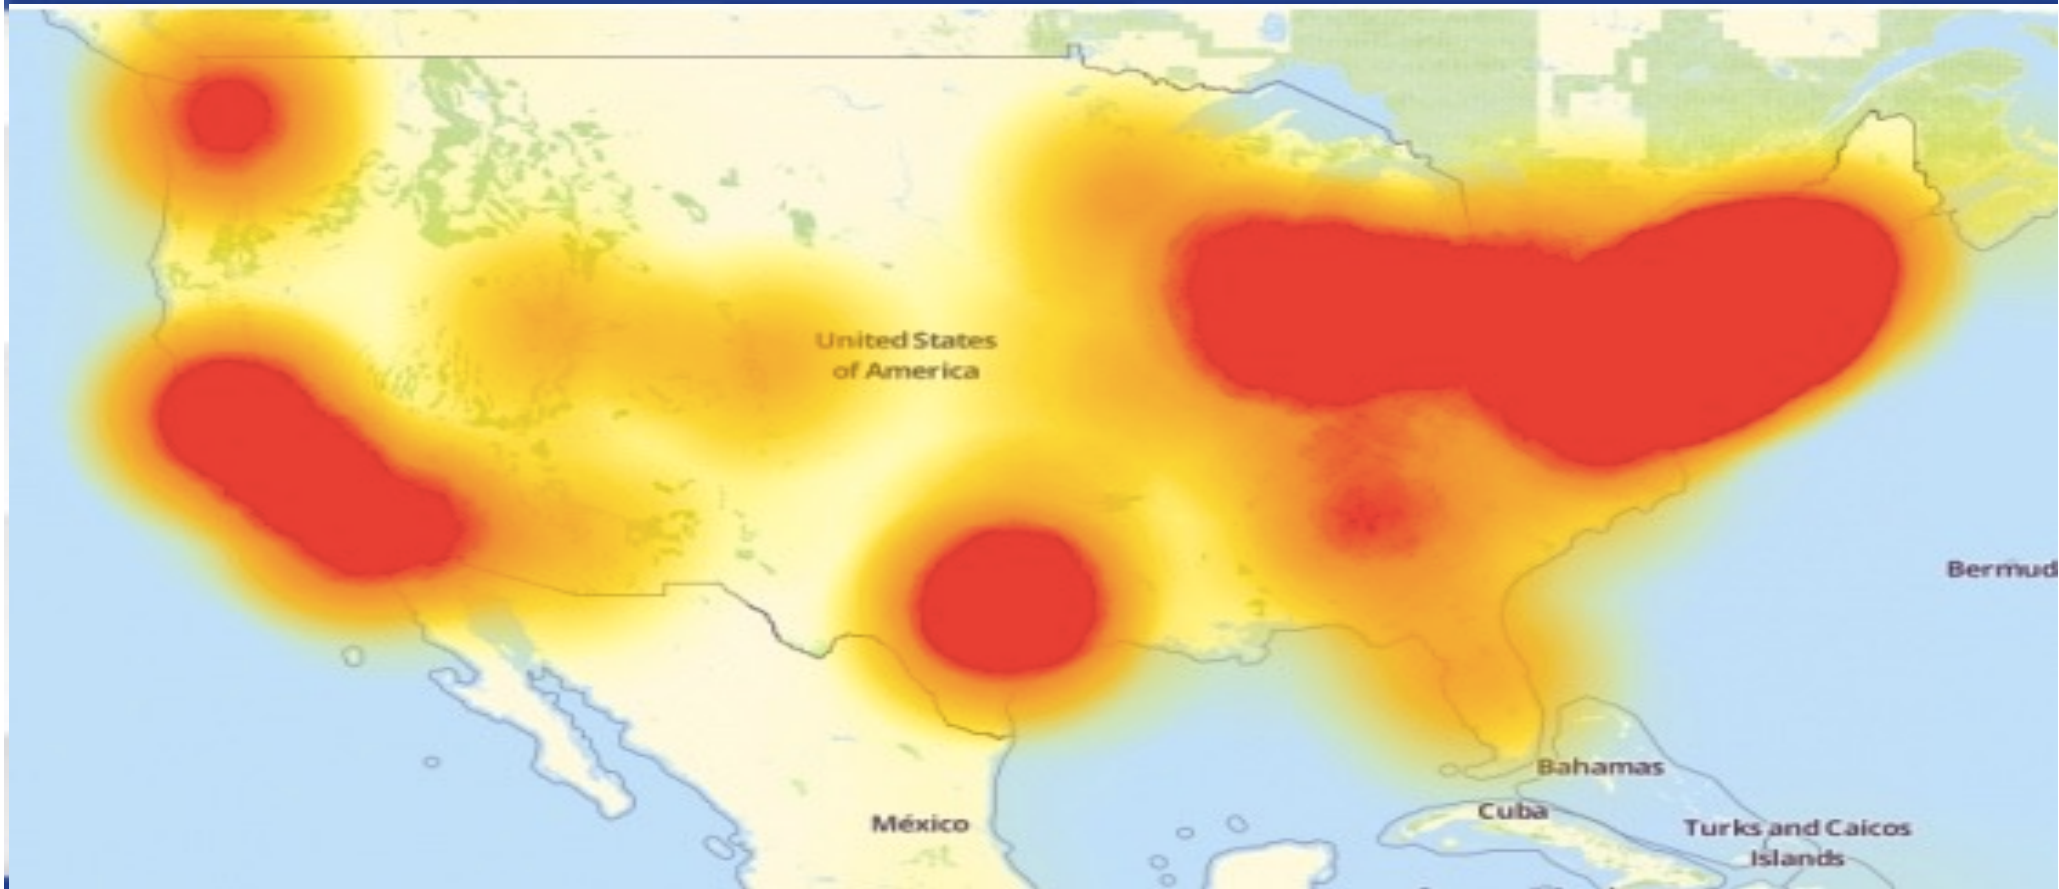 United States
of America
Bermud
Bahamas
Cuba
México
Turks and Caicos
Islands